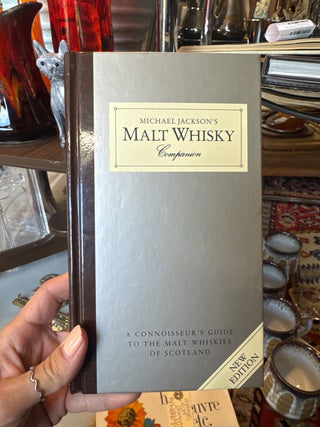 MICHAEL JACKSON'S
MALT WHISKY
Companion
A CONNOISSEUR'S GUIDE
TO THE MALT WHISKIES
OF SCOTLAND
NEW
EDITION